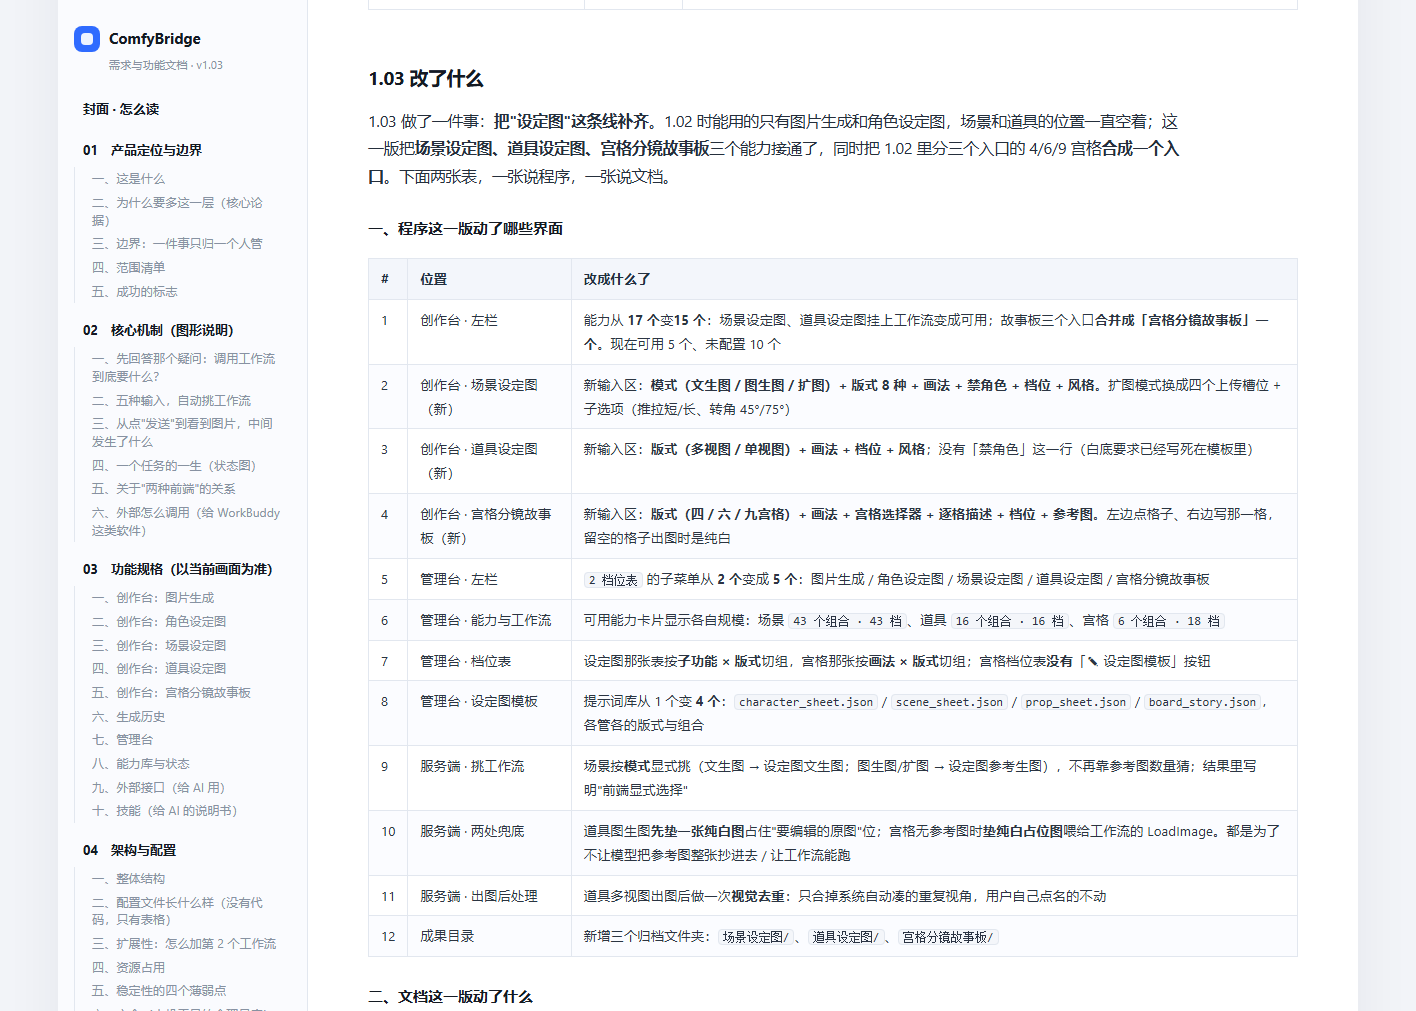 ComfyBridge
需求与功能文档 · v1.03
封面 · 怎么读
01 产品定位与边界
一、这是什么
二、为什么要多这一层（核心论
据）
三、边界：一件事只归一个人管
四、范围清单
五、成功的标志
02 核心机制（图形说明）
一、先回答那个疑问：调用工作流
到底要什么？
二、五种输入，自动挑工作流
三、从点"发送"到看到图片，中间
发生了什么
四、一个任务的一生（状态图）
五、关于"两种前端"的关系
六、外部怎么调用（给 WorkBuddy
这类软件）
03 功能规格（以当前画面为准）
一、创作台：图片生成
二、创作台：角色设定图
三、创作台：场景设定图
四、创作台：道具设定图
五、创作台：宫格分镜故事板
六、生成历史
七、管理台
八、能力库与状态
九、外部接口（给 AI 用）
十、技能（给 AI 的说明书）
04 架构与配置
一、整体结构
二、配置文件长什么样（没有代
码，只有表格）
三、扩展性：怎么加第 2 个工作流
四、资源占用
五、稳定性的四个薄弱点
1.03 改了什么
1.03 做了一件事：把"设定图"这条线补齐。1.02 时能用的只有图片生成和角色设定图，场景和道具的位置一直空着；这
一版把场景设定图、道具设定图、宫格分镜故事板三个能力接通了，同时把 1.02 里分三个入口的 4/6/9 宫格合成一个入
口。下面两张表，一张说程序，一张说文档。
一、程序这一版动了哪些界面
# 位置 改成什么了
1 创作台 · 左栏 能力从 17 个变15 个：场景设定图、道具设定图挂上工作流变成可用；故事板三个入口合并成「宫格分镜故事板」一
个。现在可用 5 个、未配置 10 个
2 创作台 · 场景设定图 新输入区：模式（文生图 / 图生图 / 扩图）+ 版式 8 种 + 画法 + 禁角色 + 档位 + 风格。扩图模式换成四个上传槽位 +
（新） 子选项（推拉短/长、转角 45°/75°）
3 创作台 · 道具设定图 新输入区：版式（多视图 / 单视图）+ 画法 + 档位 + 风格；没有「禁角色」这一行（白底要求已经写死在模板里）
（新）
4 创作台 · 宫格分镜故事 新输入区：版式（四 / 六 / 九宫格）+ 画法 + 宫格选择器 + 逐格描述 + 档位 + 参考图。左边点格子、右边写那一格，
板（新） 留空的格子出图时是纯白
5 管理台 · 左栏 2 档位表 的子菜单从 2 个变成 5 个：图片生成 / 角色设定图 / 场景设定图 / 道具设定图 / 宫格分镜故事板
6 管理台 · 能力与工作流 可用能力卡片显示各自规模：场景 43 个组合 · 43 档、道具 16 个组合 · 16 档、宫格 6 个组合 · 18 档
7 管理台 · 档位表 设定图那张表按子功能 × 版式切组，宫格那张按画法 × 版式切组；宫格档位表没有「✎ 设定图模板」按钮
8 管理台 · 设定图模板 提示词库从 1 个变 4 个：character_sheet.json / scene_sheet.json / prop_sheet.json / board_story.json，
各管各的版式与组合
9 服务端 · 挑工作流 场景按模式显式挑（文生图 → 设定图文生图；图生图/扩图 → 设定图参考生图），不再靠参考图数量猜；结果里写
明"前端显式选择"
10 服务端 · 两处兜底 道具图生图先垫一张纯白图占住"要编辑的原图"位；宫格无参考图时垫纯白占位图喂给工作流的 LoadImage。都是为了
不让模型把参考图整张抄进去 / 让工作流能跑
11 服务端 · 出图后处理 道具多视图出图后做一次视觉去重：只合掉系统自动凑的重复视角，用户自己点名的不动
12 成果目录 新增三个归档文件夹：场景设定图/、道具设定图/、宫格分镜故事板/
二、文档这一版动了什么